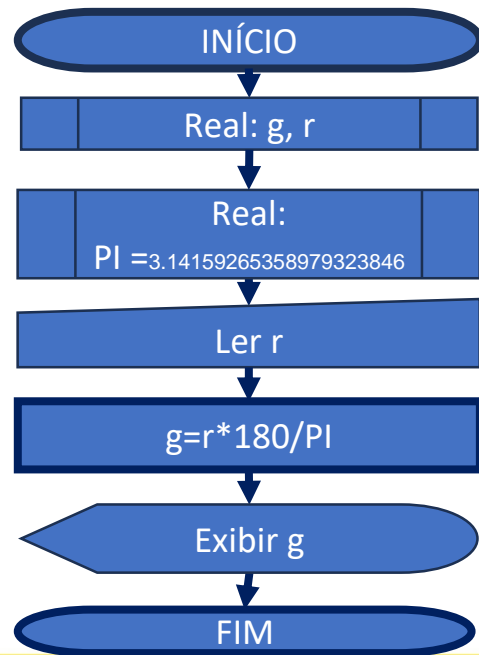 INÍCIO
Real: g, r
Real:
PI =3.14159265358979323846
Ler r
g=r*180/PI
Exibir g
FIM